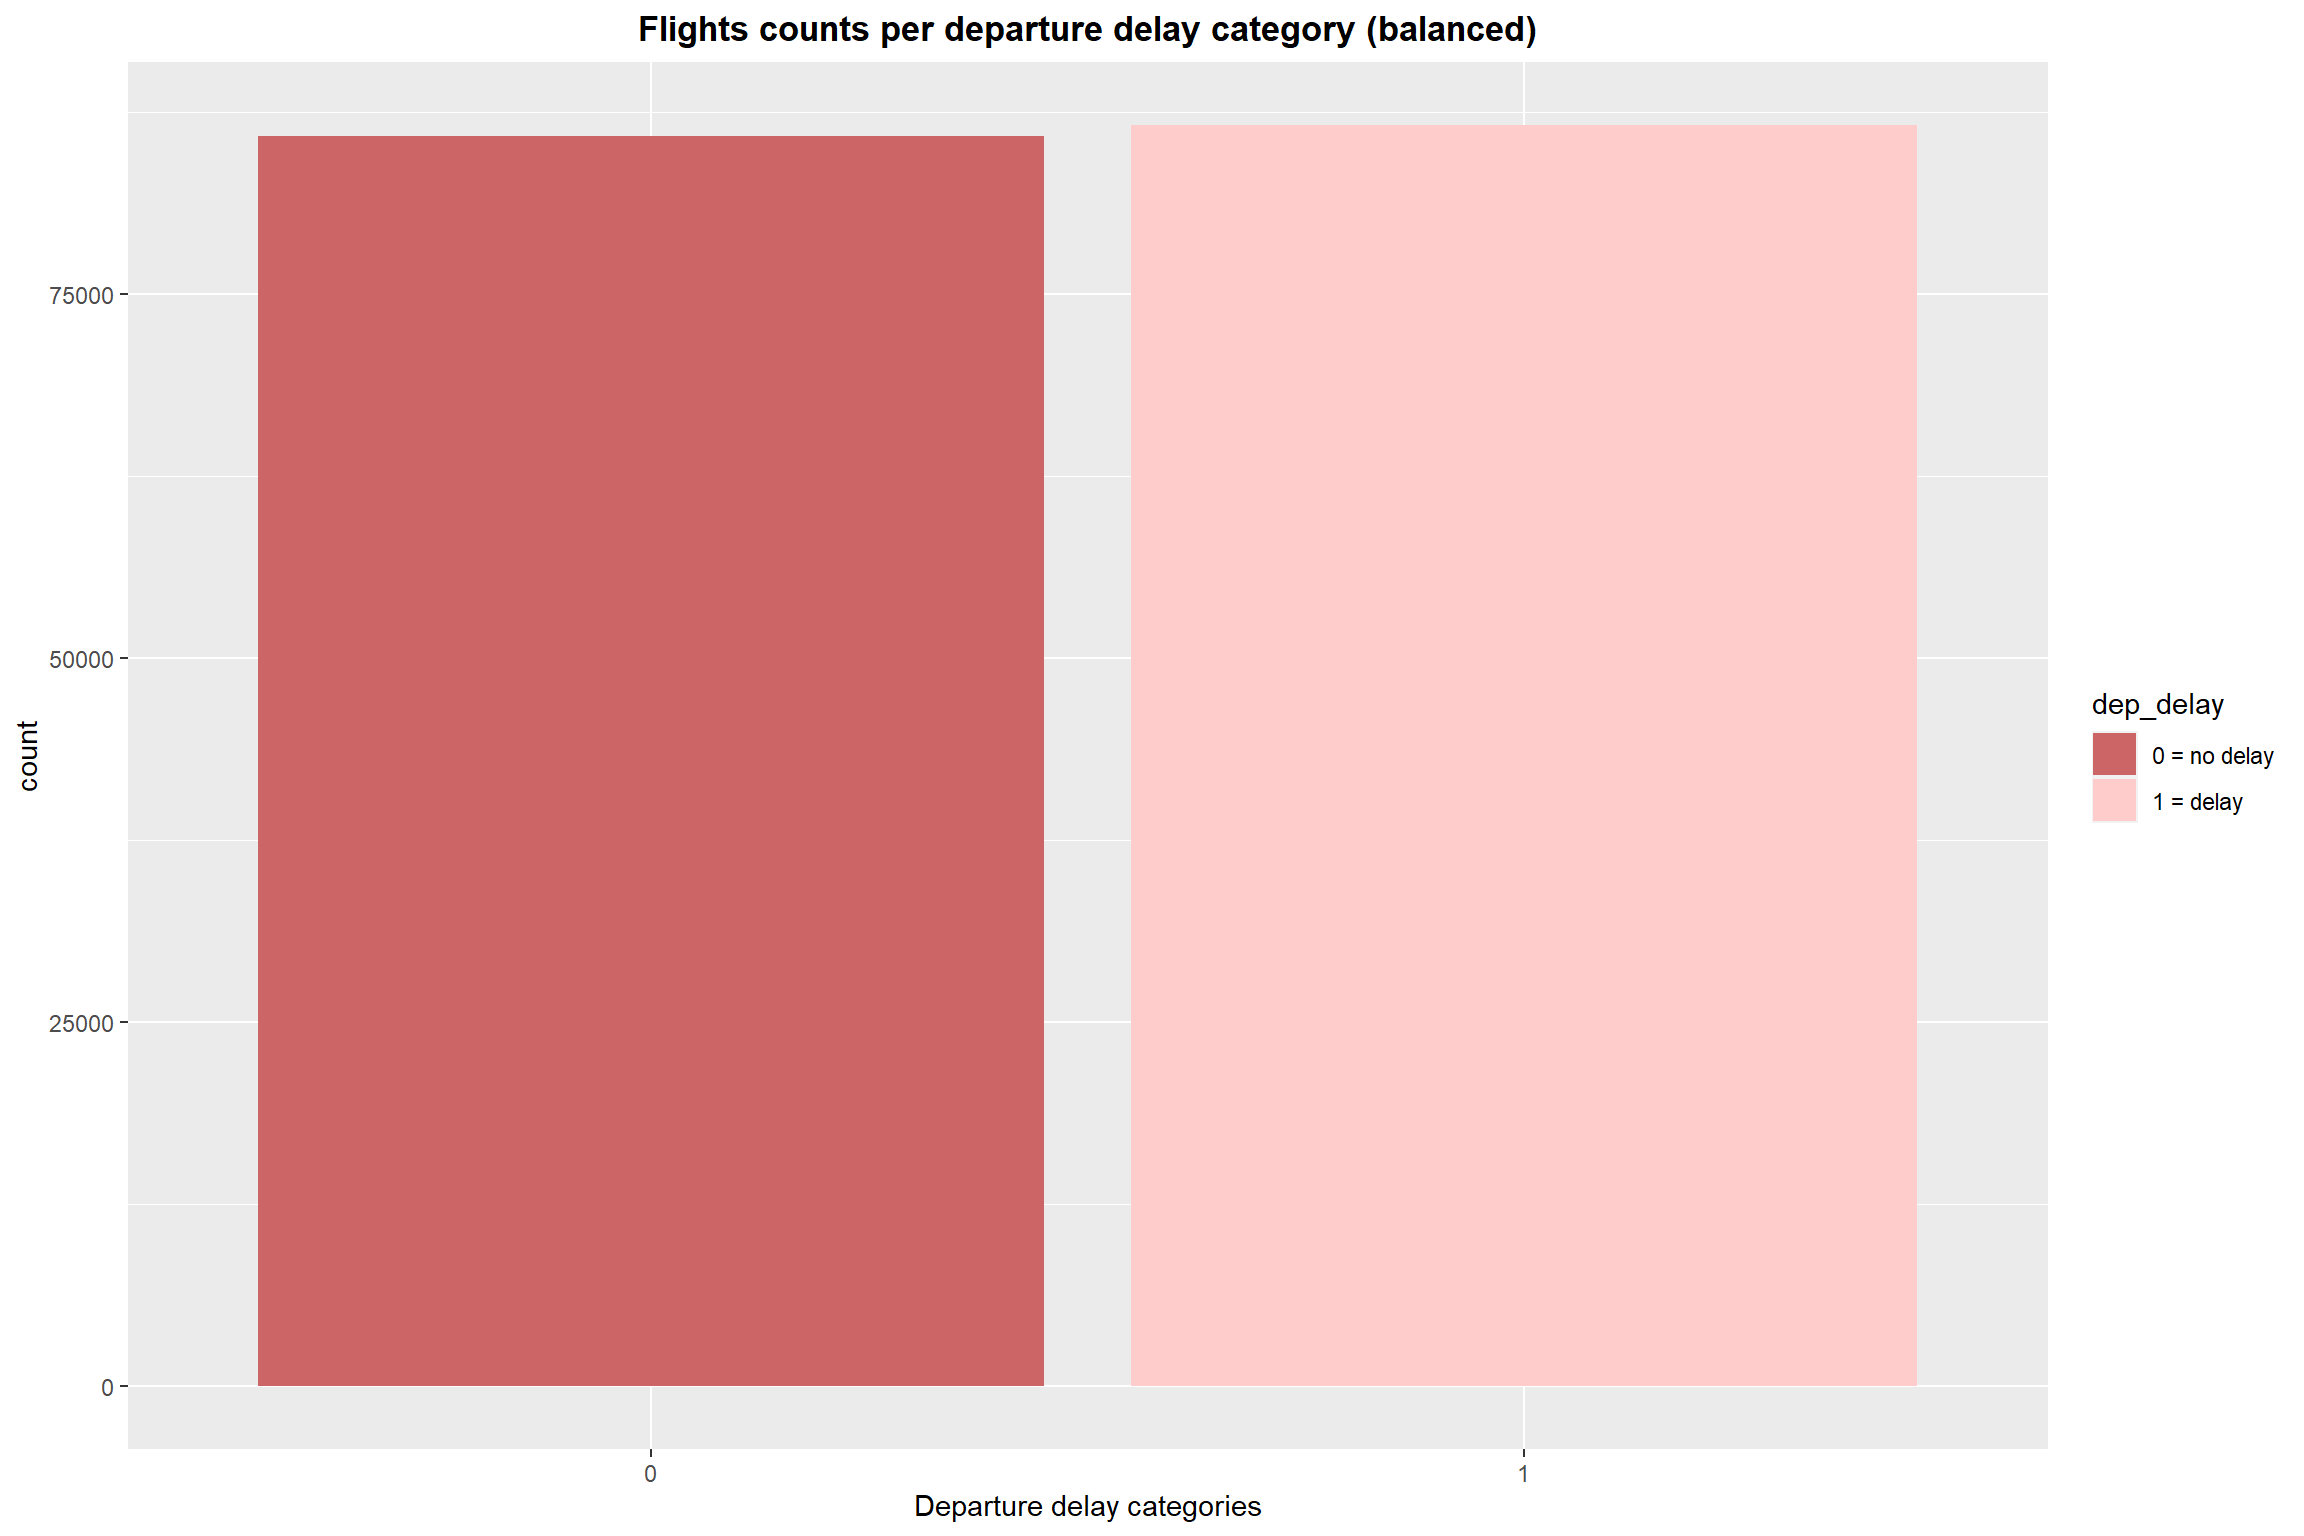 Flights counts per departure delay category (balanced)
75000
50000
25000
0
count
0
1
Departure delay categories
dep_delay
0 = no delay
1 = delay